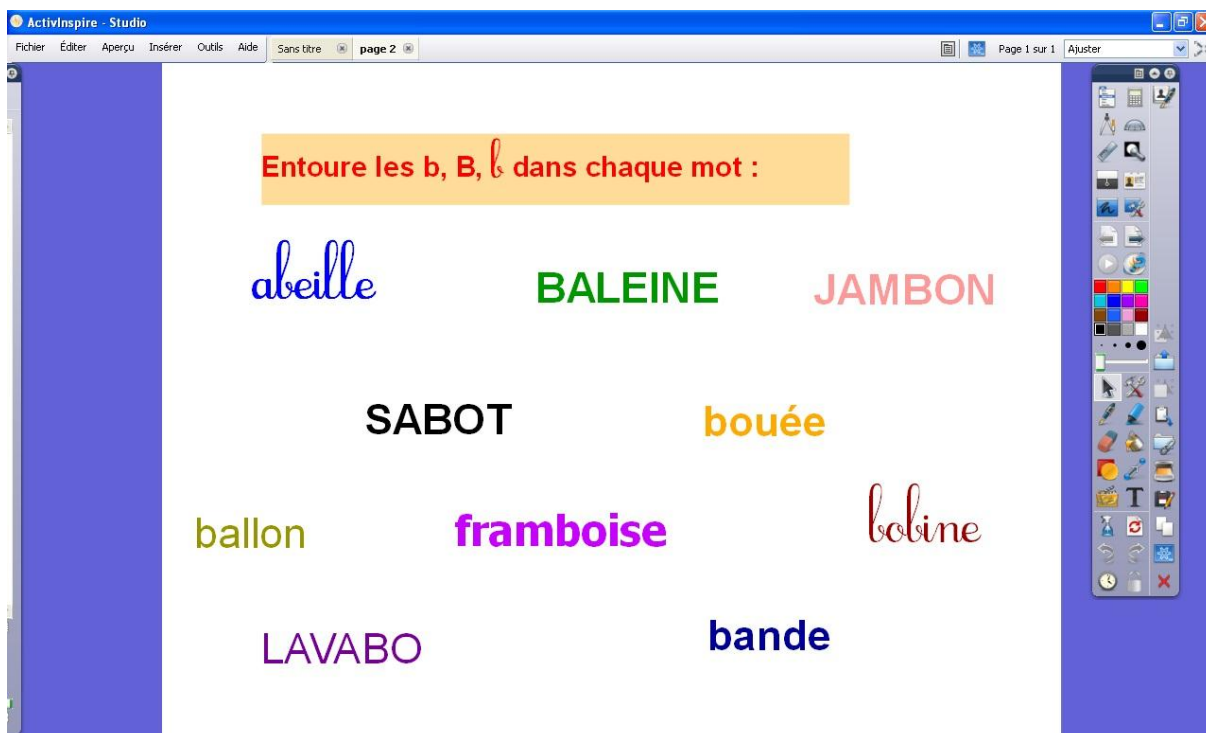 ActivInspire - Studio
Fichier Éditer Aperçu Insérer Outils Aide Sans titre page 2 Page 1 sur 1 Ajuster
Entoure les b, B, b dans chaque mot :
abeille BALEINE JAMBON
SABOT bouée
ballon framboise bobine
LAVABO bande